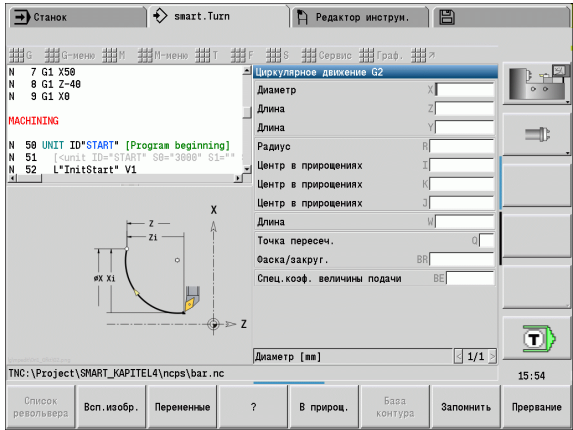 Станок
smart.Turn
Редактор инструм.
G G-меню M M-меню T F S Сервис Граф.
N 7 G1 X50
N 8 G1 Z-40
N 9 G1 X0
MACHINING
N 50 UNIT ID"START" [Program beginning]
N 51 [<unit ID="START" S0="3000" S1=""
N 52 L"InitStart" V1
Циркулярное движение G2
Диаметр X
Длина Z
Длина Y
Радиус R
Центр в прирощениях I
Центр в прирощениях K
Центр в прирощениях J
Длина W
Точка пересеч. Q
Фаска/закруг. BR
Спец.коэф. величины подачи BE
X
Z
Zi
øX Xi
Z
Диаметр [mm]
1/1
TNC:\Project\SMART_KAPITEL4\ncps\bar.nc
T
15:54
Список револьвера
Всп.изобр.
Переменные
?
В прирощ.
База контура
Запомнить
Прервание